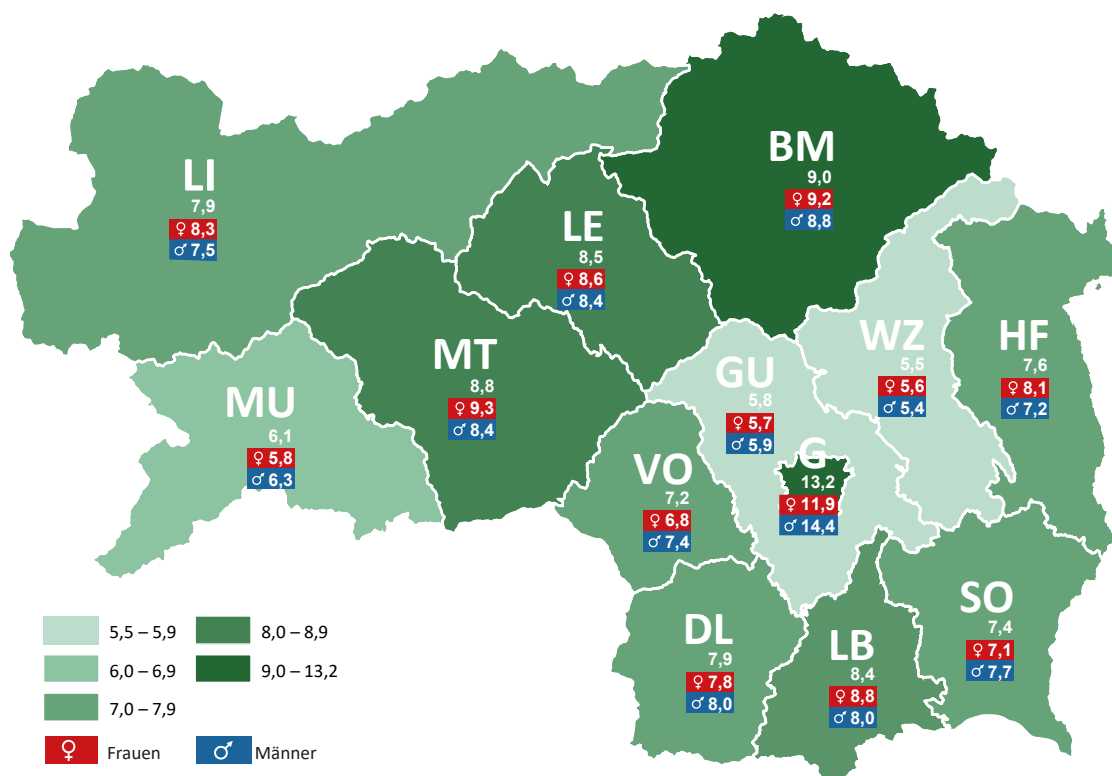 BM
9,0
♀ 9,2
♂ 8,8
LI
7,9
♀ 8,3
♂ 7,5
LE
8,5
♀ 8,6
♂ 8,4
WZ
5,5
♀ 5,6
♂ 5,4
HF
7,6
♀ 8,1
♂ 7,2
MT
8,8
♀ 9,3
♂ 8,4
GU
5,8
♀ 5,7
♂ 5,9
MU
6,1
♀ 5,8
♂ 6,3
G
13,2
♀ 11,9
♂ 14,4
VO
7,2
♀ 6,8
♂ 7,4
SO
7,4
♀ 7,1
♂ 7,7
DL
7,9
♀ 7,8
♂ 8,0
LB
8,4
♀ 8,8
♂ 8,0
5,5 – 5,9
6,0 – 6,9
7,0 – 7,9
8,0 – 8,9
9,0 – 13,2
♀ Frauen
♂ Männer